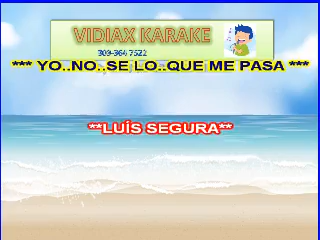 VIDIAX KARAKE
309-364 7522
*** YO..NO..SE LO..QUE ME PASA ***
**LUÍS SEGURA**